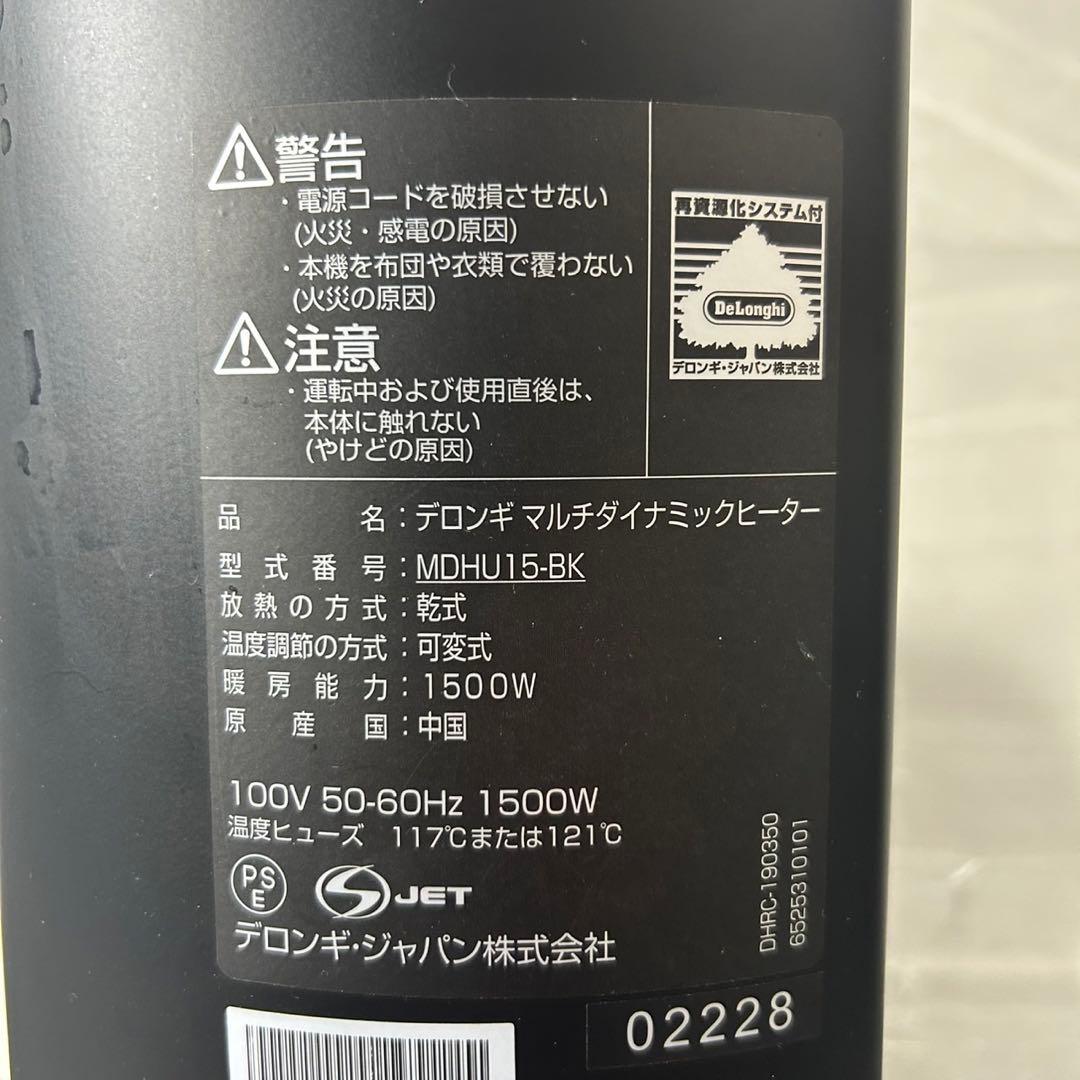 警告
・電源コードを破損させない
(火災・感電の原因)
・本機を布団や衣類で覆わない
(火災の原因)
注意
・運転中および使用直後は、
本体に触れない
(やけどの原因)
再資源化システム付
DeLonghi
デロンギ・ジャパン株式会社
品名：デロンギ マルチダイナミックヒーター
型式番号：MDHU15-BK
放熱の方式：乾式
温度調節の方式：可変式
暖房能力：1500W
原産国：中国
100V 50-60Hz 1500W
温度ヒューズ 117℃または121℃
PSE
JET
デロンギ・ジャパン株式会社
DHRC-190350
6525310101
02228